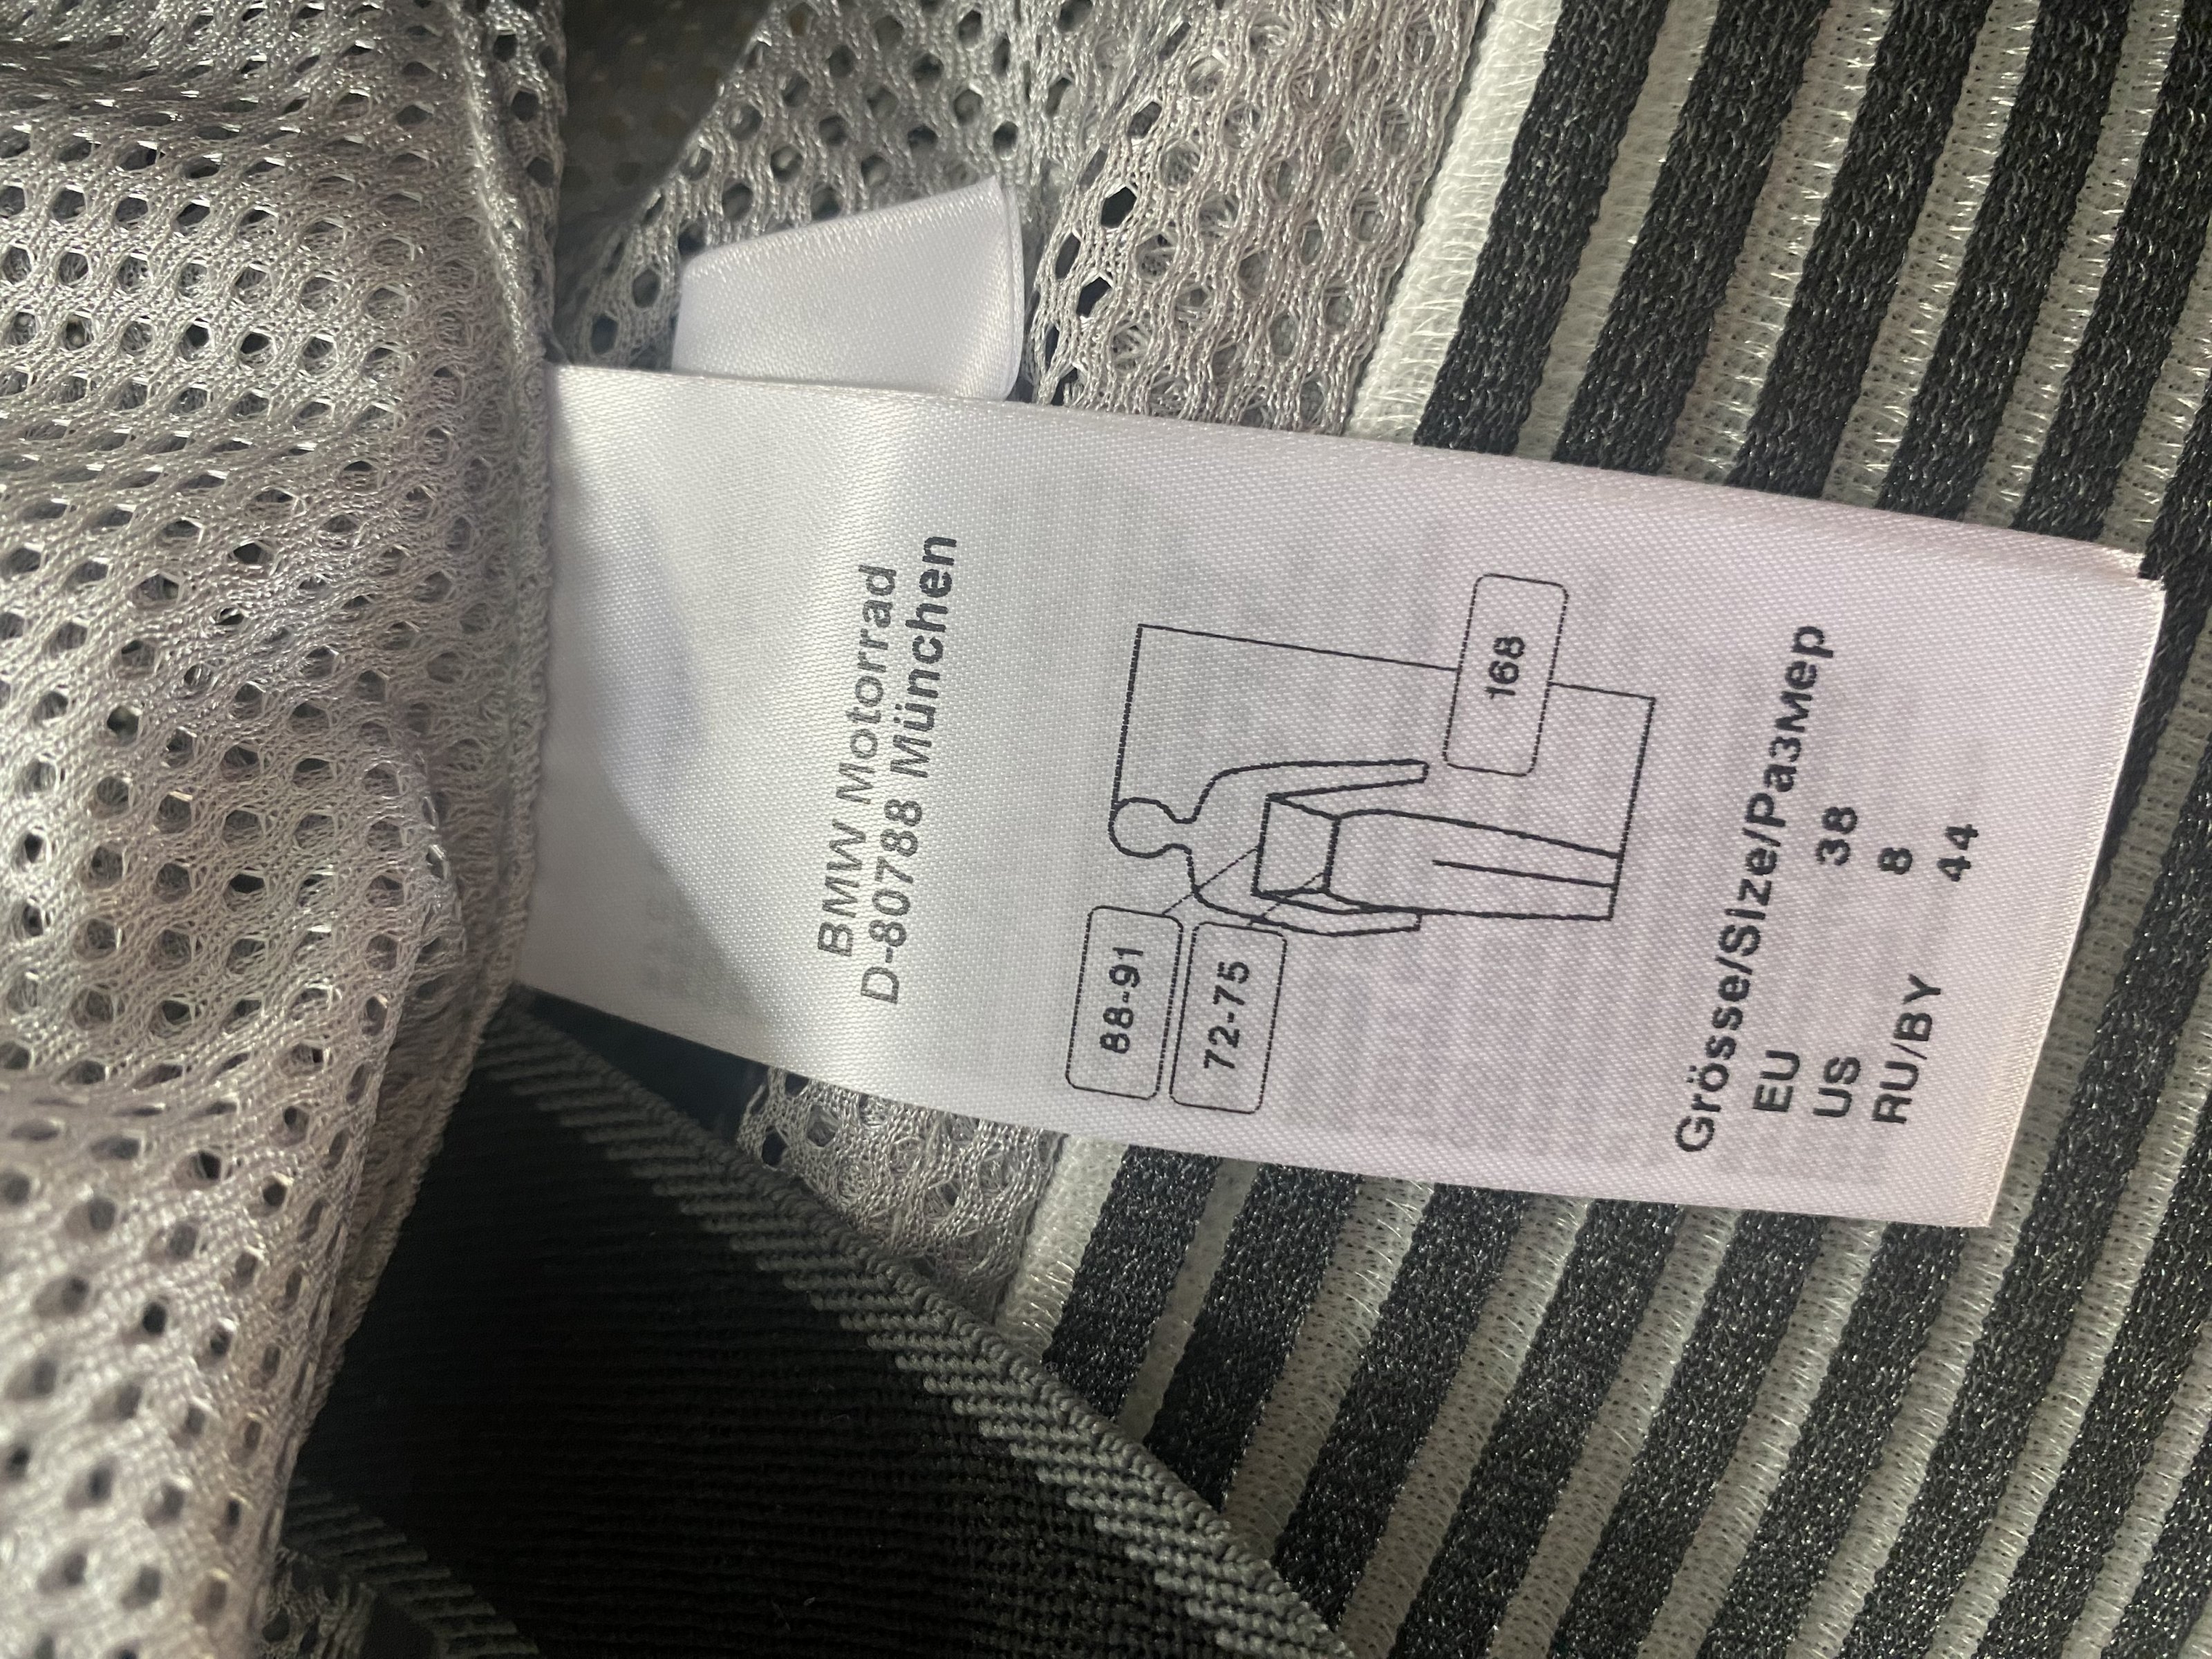 BMW Motorrad
D-80788 München
88-91
72-75
168
Grösse/Size/Размер
EU 38
US 8
RU/BY 44